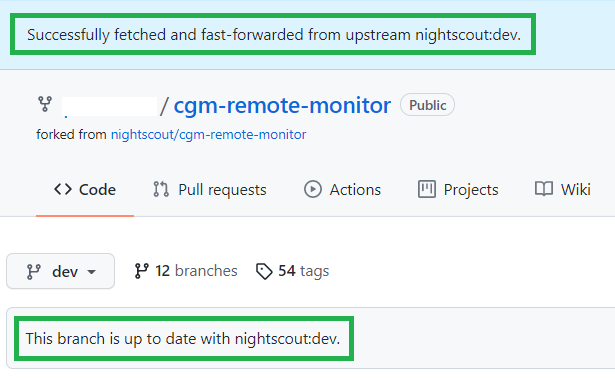 Successfully fetched and fast-forwarded from upstream nightscout:dev.
/ cgm-remote-monitor Public
forked from nightscout/cgm-remote-monitor
Code Pull requests Actions Projects Wiki
dev 12 branches 54 tags
This branch is up to date with nightscout:dev.